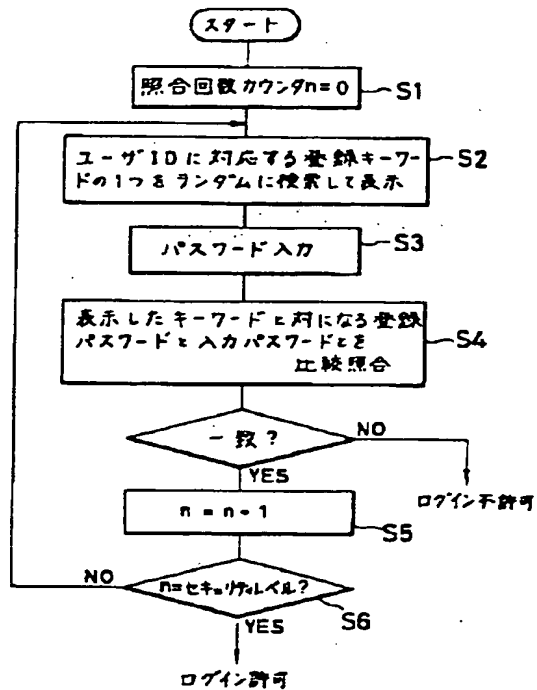 スタート
照合回数カウンタn=0
S1
ユーザIDに対応する登録キーワー
ドの1つをランダムに検索して表示
S2
パスワード入力
S3
表示したキーワードと対になる登録
パスワードと入力パスワードとを
比較照合
S4
一致?
NO
YES
ログイン不許可
n = n - 1
S5
n=セキュリティレベル?
NO
S6
YES
ログイン許可